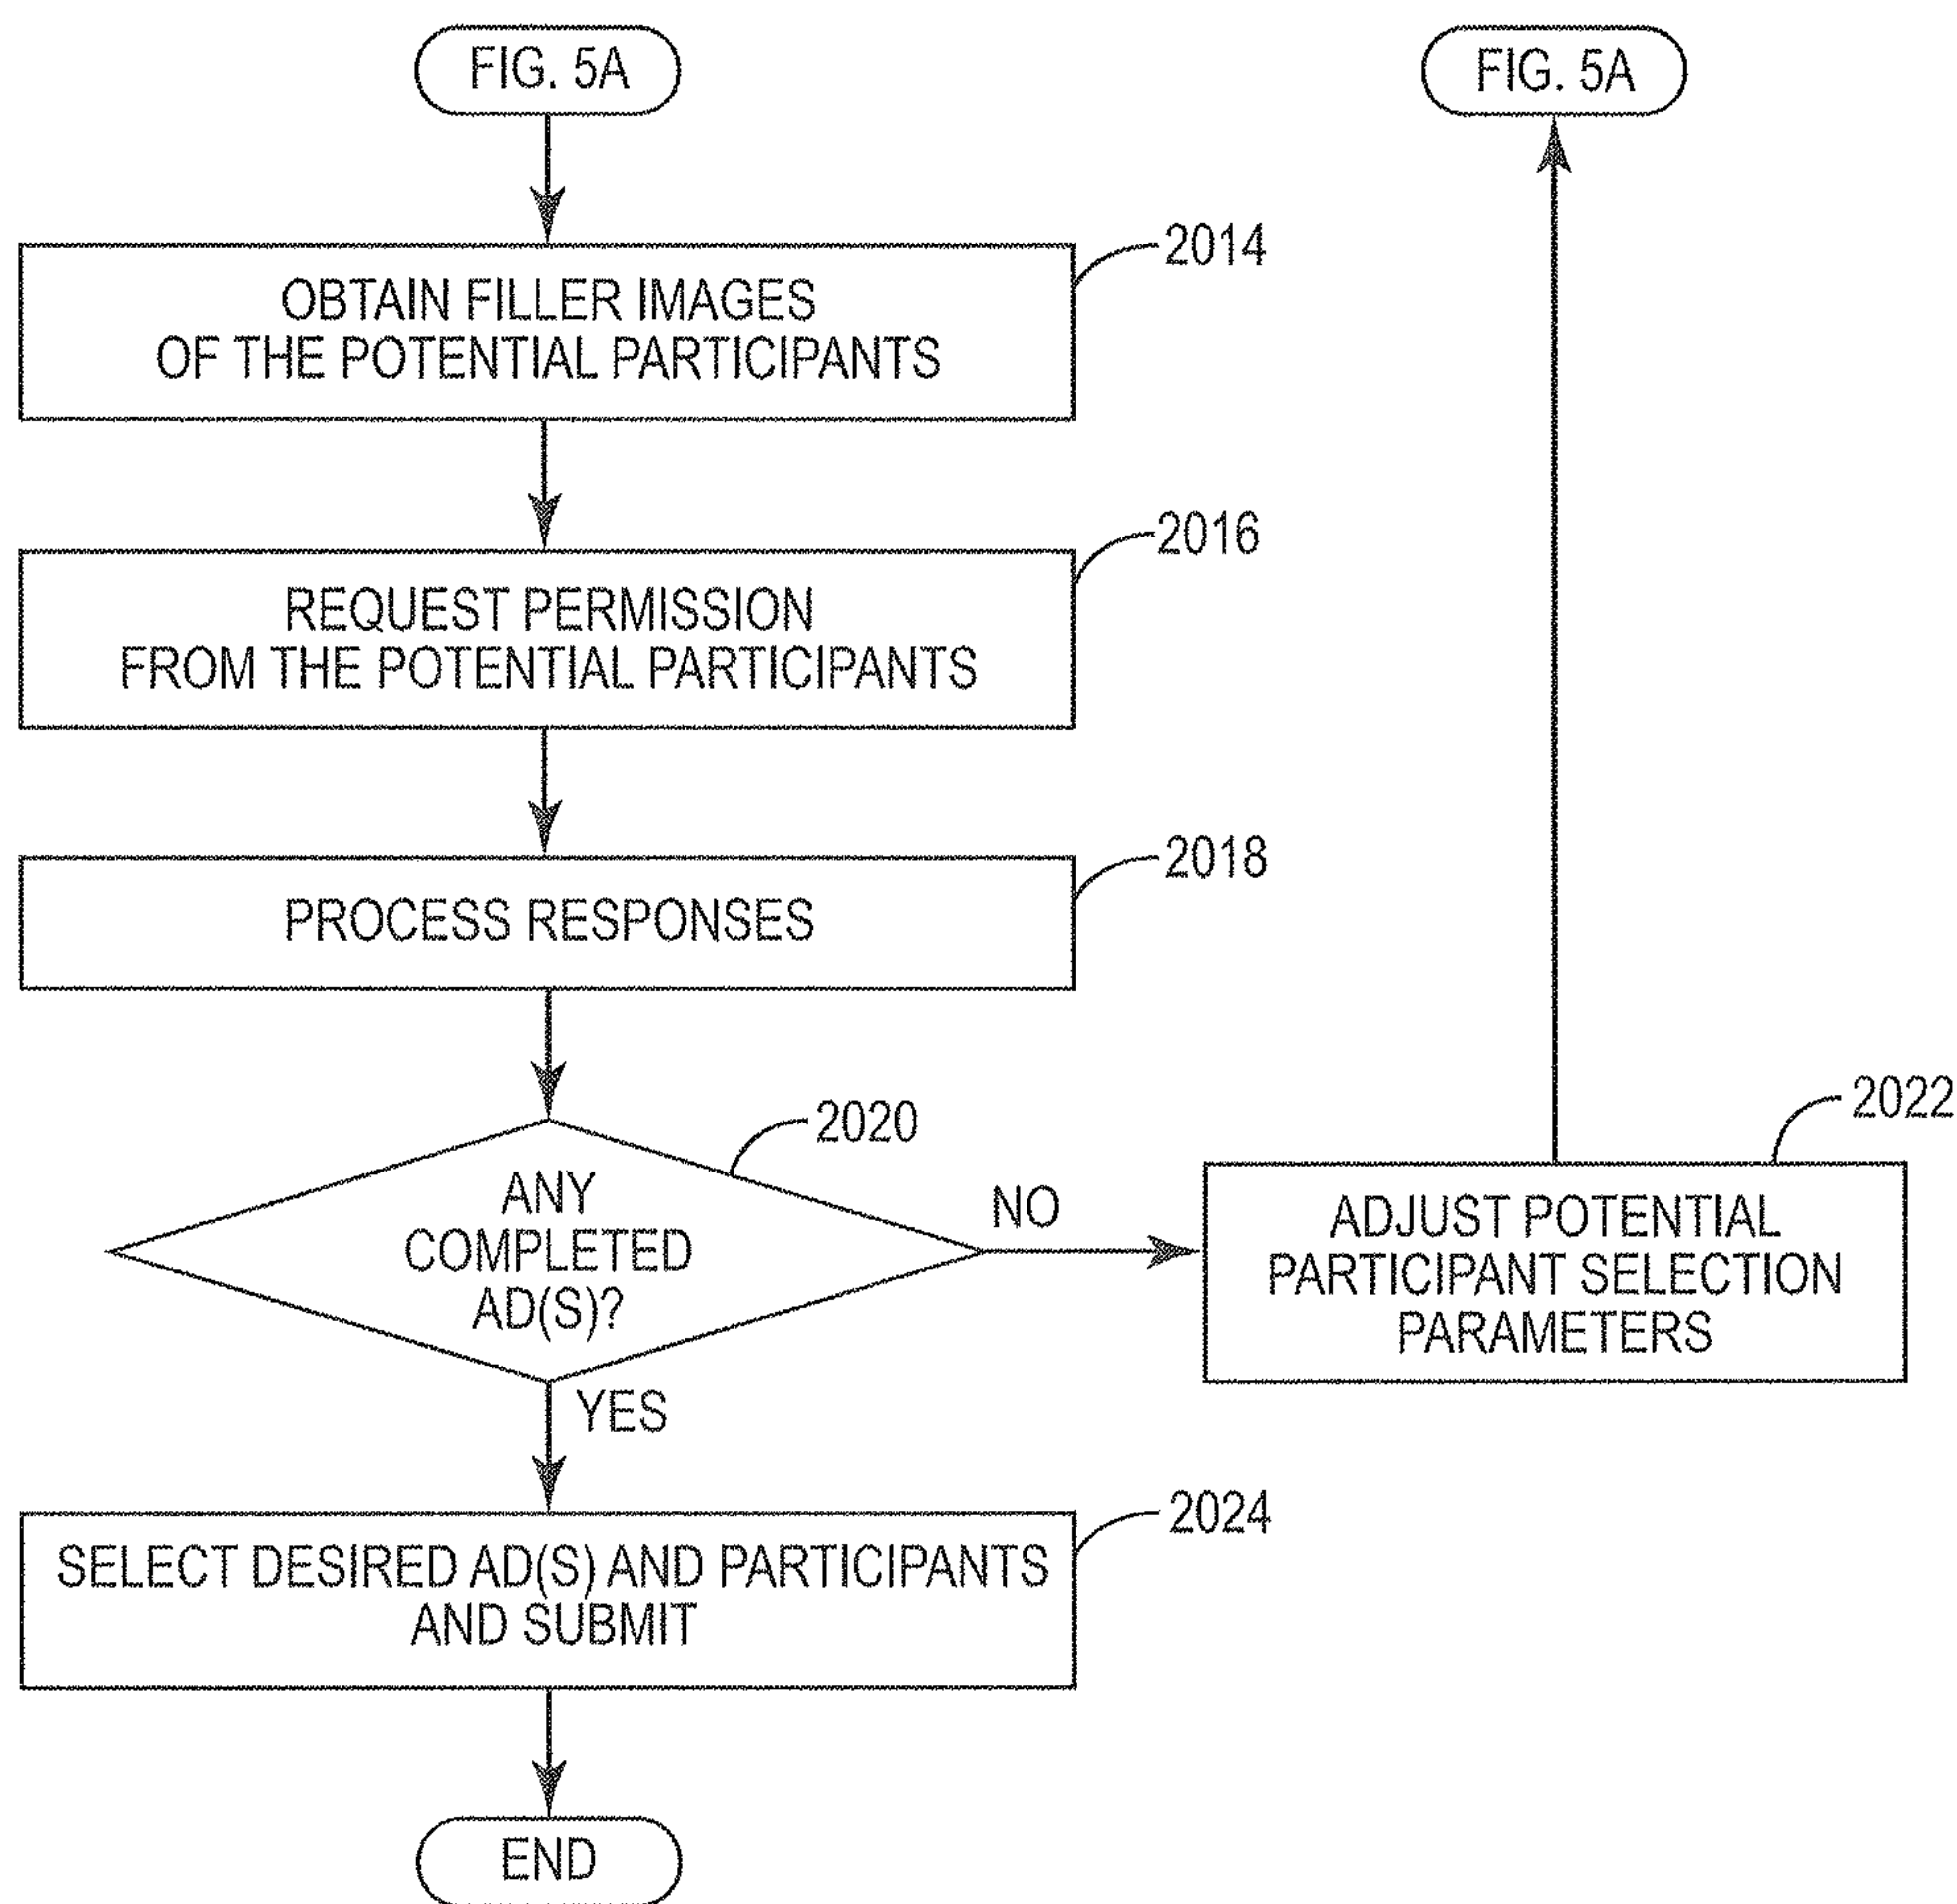 FIG. 5A
FIG. 5A
2014
OBTAIN FILLER IMAGES
OF THE POTENTIAL PARTICIPANTS
2016
REQUEST PERMISSION
FROM THE POTENTIAL PARTICIPANTS
2018
PROCESS RESPONSES
2020
ANY
COMPLETED
AD(S)?
NO
YES
2022
ADJUST POTENTIAL
PARTICIPANT SELECTION
PARAMETERS
2024
SELECT DESIRED AD(S) AND PARTICIPANTS
AND SUBMIT
END